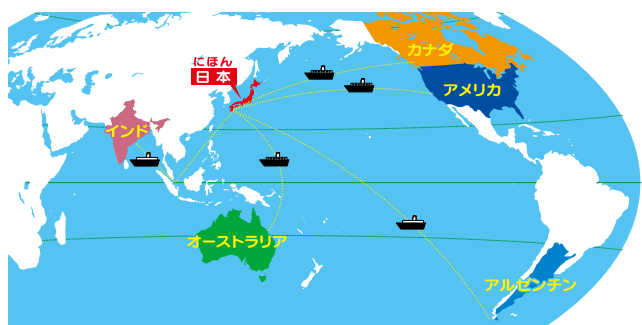 カナダ
にほん
日本
アメリカ
インド
オーストラリア
アルゼンチン